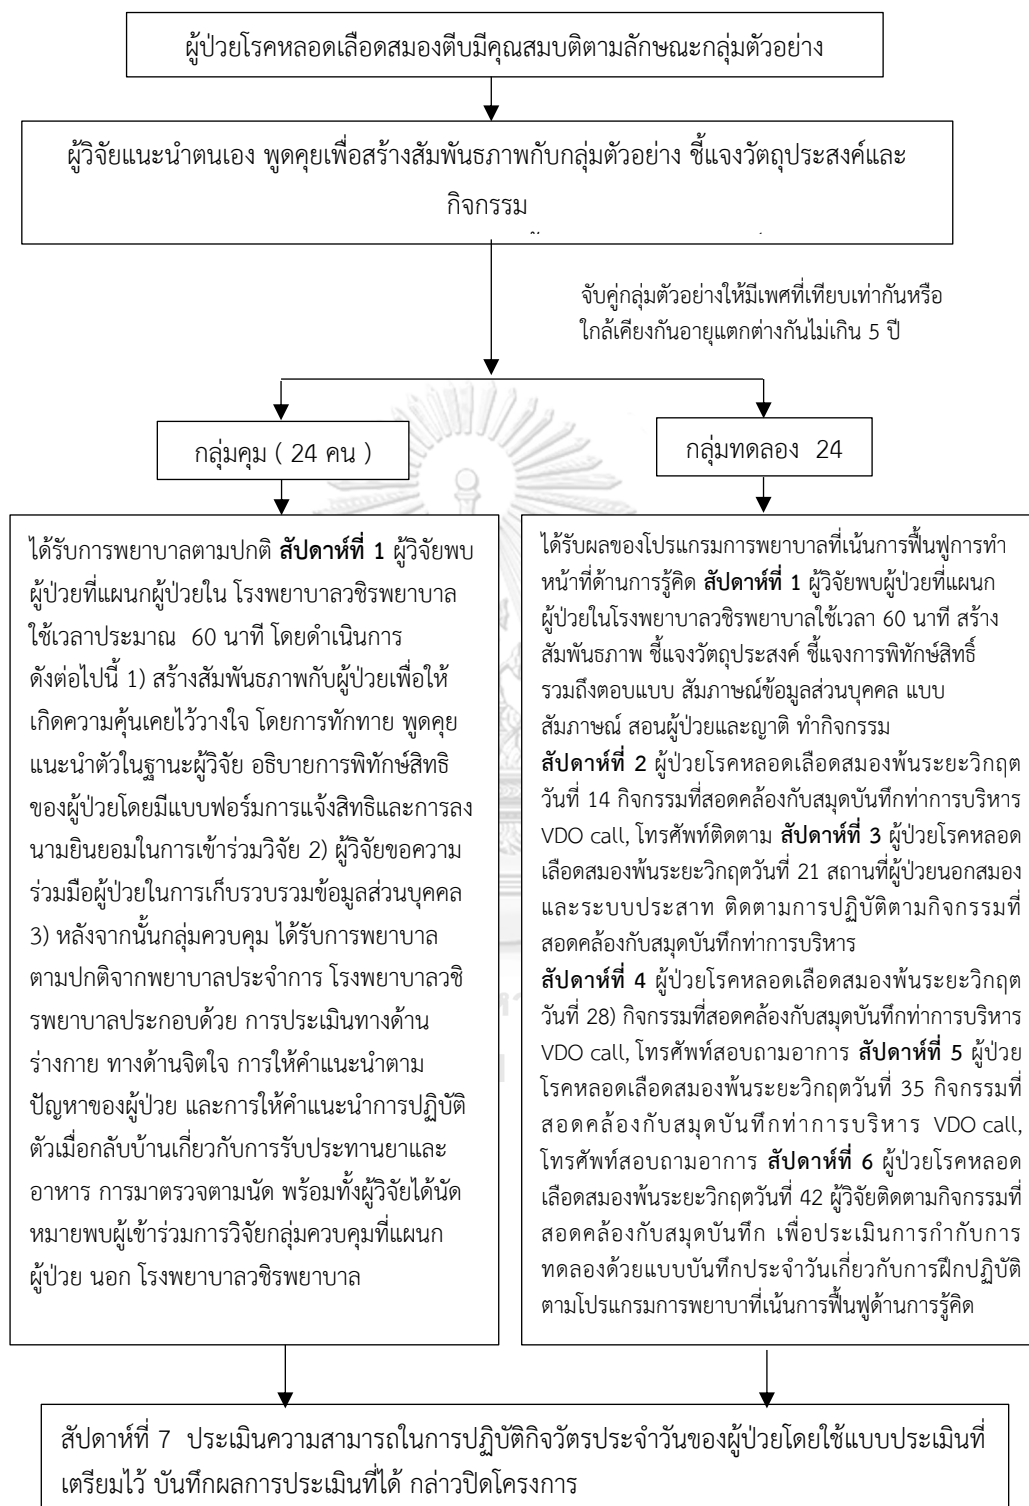 ผู้ป่วยโรคหลอดเลือดสมองตีบมีคุณสมบติตามลักษณะกลุ่มตัวอย่าง
ผู้วิจัยแนะนำตนเอง พูดคุยเพื่อสร้างสัมพันธภาพกับกลุ่มตัวอย่าง ชี้แจงวัตถุประสงค์และ
กิจกรรม
จับคู่กลุ่มตัวอย่างให้มีเพศที่เทียบเท่ากันหรือ
ใกล้เคียงกันอายุแตกต่างกันไม่เกิน 5 ปี
กลุ่มคุม ( 24 คน )
กลุ่มทดลอง 24
ได้รับการพยาบาลตามปกติ สัปดาห์ที่ 1 ผู้วิจัยพบ
ผู้ป่วยที่แผนกผู้ป่วยใน โรงพยาบาลวชิรพยาบาล
ใช้เวลาประมาณ 60 นาที โดยดำเนินการ
ดังต่อไปนี้ 1) สร้างสัมพันธภาพกับผู้ป่วยเพื่อให้
เกิดความคุ้นเคยไว้วางใจ โดยการทักทาย พูดคุย
แนะนำตัวในฐานะผู้วิจัย อธิบายการพิทักษ์สิทธิ
ของผู้ป่วยโดยมีแบบฟอร์มการแจ้งสิทธิและการลง
นามยินยอมในการเข้าร่วมวิจัย 2) ผู้วิจัยขอความ
ร่วมมือผู้ป่วยในการเก็บรวบรวมข้อมูลส่วนบุคคล
3) หลังจากนั้นกลุ่มควบคุม ได้รับการพยาบาล
ตามปกติจากพยาบาลประจำการ โรงพยาบาลวชิ
รพยาบาลประกอบด้วย การประเมินทางด้าน
ร่างกาย ทางด้านจิตใจ การให้คำแนะนำตาม
ปัญหาของผู้ป่วย และการให้คำแนะนำการปฏิบัติ
ตัวเมื่อกลับบ้านเกี่ยวกับการรับประทานยาและ
อาหาร การมาตรวจตามนัด พร้อมทั้งผู้วิจัยได้นัด
หมายพบผู้เข้าร่วมการวิจัยกลุ่มควบคุมที่แผนก
ผู้ป่วย นอก โรงพยาบาลวชิรพยาบาล
ได้รับผลของโปรแกรมการพยาบาลที่เน้นการฟื้นฟูการทำ
หน้าที่ด้านการรู้คิด สัปดาห์ที่ 1 ผู้วิจัยพบผู้ป่วยที่แผนก
ผู้ป่วยในโรงพยาบาลวชิรพยาบาลใช้เวลา 60 นาที สร้าง
สัมพันธภาพ ชี้แจงวัตถุประสงค์ ชี้แจงการพิทักษ์สิทธิ์
รวมถึงตอบแบบ สัมภาษณ์ข้อมูลส่วนบุคคล แบบ
สัมภาษณ์ สอนผู้ป่วยและญาติ ทำกิจกรรม
สัปดาห์ที่ 2 ผู้ป่วยโรคหลอดเลือดสมองพ้นระยะวิกฤต
วันที่ 14 กิจกรรมที่สอดคล้องกับสมุดบันทึกท่าการบริหาร
VDO call, โทรศัพท์ติดตาม สัปดาห์ที่ 3 ผู้ป่วยโรคหลอด
เลือดสมองพ้นระยะวิกฤตวันที่ 21 สถานที่ผู้ป่วยนอกสมอง
และระบบประสาท ติดตามการปฏิบัติตามกิจกรรมที่
สอดคล้องกับสมุดบันทึกท่าการบริหาร
สัปดาห์ที่ 4 ผู้ป่วยโรคหลอดเลือดสมองพ้นระยะวิกฤต
วันที่ 28) กิจกรรมที่สอดคล้องกับสมุดบันทึกท่าการบริหาร
VDO call, โทรศัพท์สอบถามอาการ สัปดาห์ที่ 5 ผู้ป่วย
โรคหลอดเลือดสมองพ้นระยะวิกฤตวันที่ 35 กิจกรรมที่
สอดคล้องกับสมุดบันทึกท่าการบริหาร VDO call,
โทรศัพท์สอบถามอาการ สัปดาห์ที่ 6 ผู้ป่วยโรคหลอด
เลือดสมองพ้นระยะวิกฤตวันที่ 42 ผู้วิจัยติดตามกิจกรรมที่
สอดคล้องกับสมุดบันทึก เพื่อประเมินการกำกับการ
ทดลองด้วยแบบบันทึกประจำวันเกี่ยวกับการฝึกปฏิบัติ
ตามโปรแกรมการพยาบาที่เน้นการฟื้นฟูด้านการรู้คิด
สัปดาห์ที่ 7 ประเมินความสามารถในการปฏิบัติกิจวัตรประจำวันของผู้ป่วยโดยใช้แบบประเมินที่
เตรียมไว้ บันทึกผลการประเมินที่ได้ กล่าวปิดโครงการ